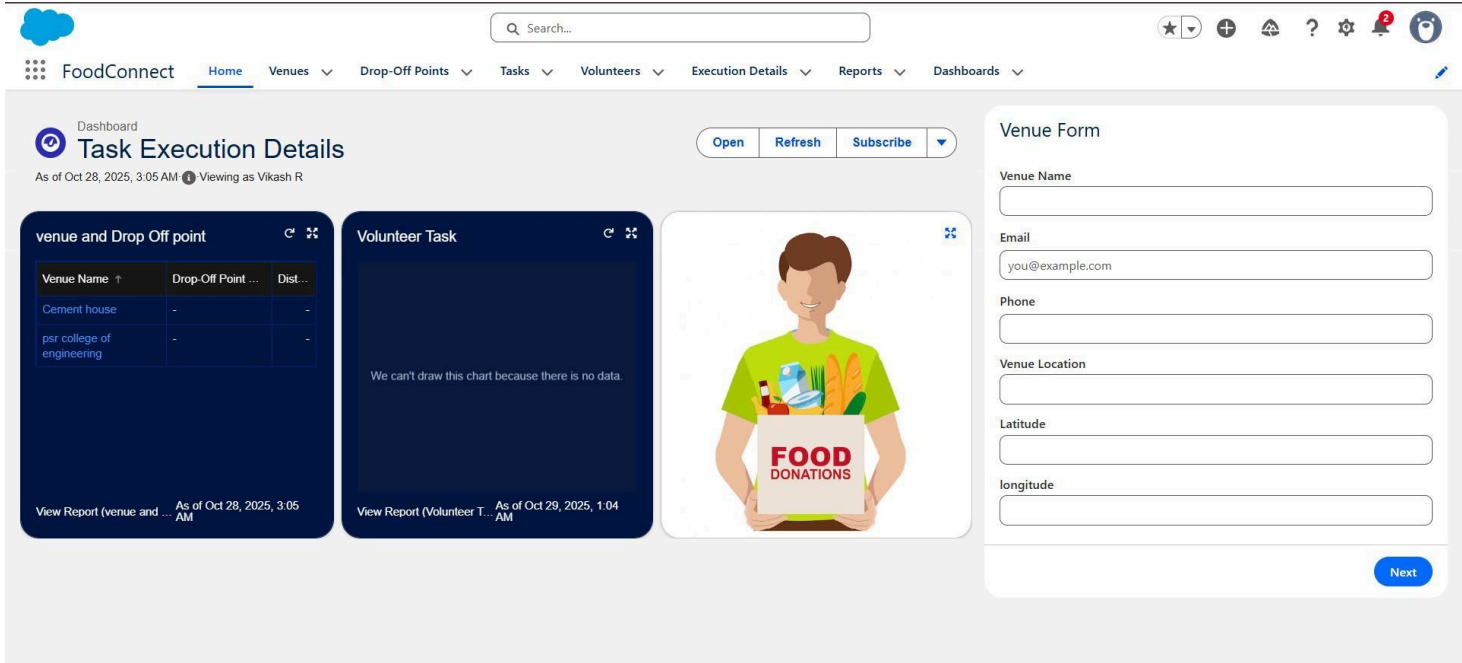 Search...
2
FoodConnect Home Venues Drop-Off Points Tasks Volunteers Execution Details Reports Dashboards
Dashboard
Task Execution Details
As of Oct 28, 2025, 3:05 AM·Viewing as Vikash R
Open Refresh Subscribe
venue and Drop Off point
Venue Name ↑ Drop-Off Point ... Dist...
Cement house - -
psr college of - -
engineering
View Report (venue and ... As of Oct 28, 2025, 3:05
AM
Volunteer Task
We can't draw this chart because there is no data.
View Report (Volunteer T... As of Oct 29, 2025, 1:04
AM
FOOD
DONATIONS
Venue Form
Venue Name
Email
you@example.com
Phone
Venue Location
Latitude
longitude
Next